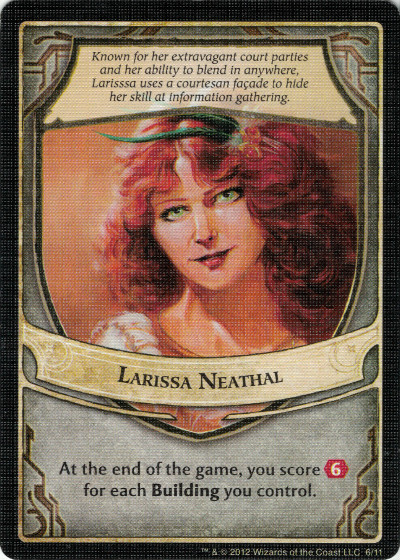 Known for her extravagant court parties
and her ability to blend in anywhere,
Larisssa uses a courtesan façade to hide
her skill at information gathering.
LARISSA NEATHAL
At the end of the game, you score 6
for each Building you control.
™ & © 2012 Wizards of the Coast LLC 6/11